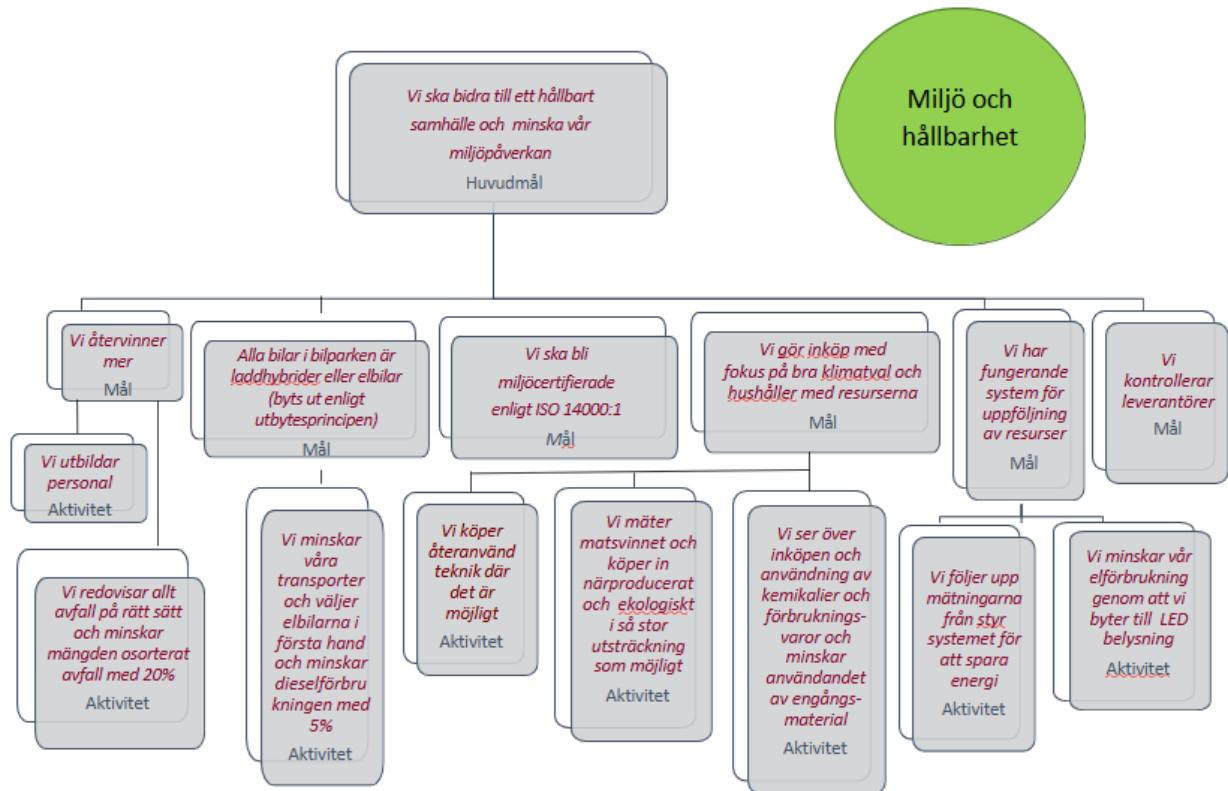 Vi ska bidra till ett hållbart
samhälle och minska vår
miljöpåverkan
Huvudmål
Miljö och
hållbarhet
Vi återvinner
mer
Mål
Alla bilar i bilparken är
laddhybrider eller elbilar
(byts ut enligt
utbytesprincipen)
Mål
Vi ska bli
miljöcertifierade
enligt ISO 14000:1
Mål
Vi gör inköp med
fokus på bra klimatval och
hushåller med resurserna
Mål
Vi har
fungerande
system för
uppföljning
av resurser
Mål
Vi
kontrollerar
leverantörer
Mål
Vi utbildar
personal
Aktivitet
Vi redovisar allt
avfall på rätt sätt
och minskar
mängden osorterat
avfall med 20%
Aktivitet
Vi minskar
våra
transporter
och väljer
elbilarna i
första hand
och minskar
dieselförbru
kningen med
5%
Aktivitet
Vi köper
återanvänd
teknik där
det är
möjligt
Aktivitet
Vi mäter
matsvinnet och
köper in
närproducerat
och ekologiskt
i så stor
utsträckning
som möjligt
Aktivitet
Vi ser över
inköpen och
användning av
kemikalier och
förbruknings-
varor och
minskar
användandet
av engångs-
material
Aktivitet
Vi följer upp
mätningarna
från styr
systemet för
att spara
energi
Aktivitet
Vi minskar vår
elförbrukning
genom att vi
byter till LED
belysning
Aktivitet